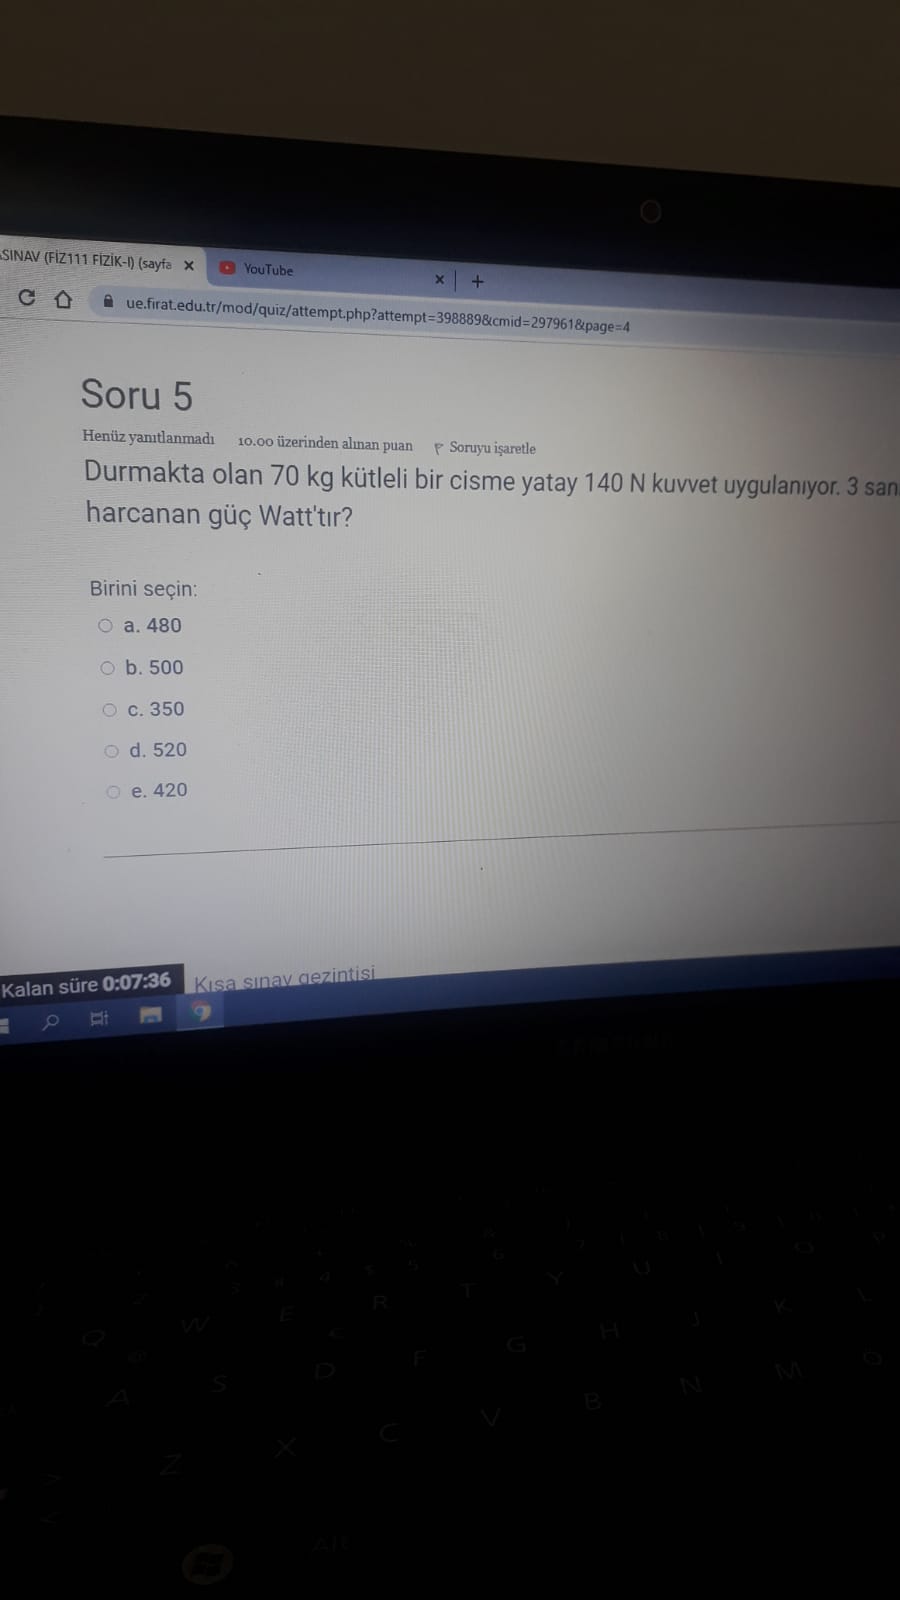 SINAV (FİZ111 FİZİK-I) (sayfa
YouTube
ue.firat.edu.tr/mod/quiz/attempt.php?attempt=398889&cmid=297961&page=4
Soru 5
Henüz yanıtlanmadı 10.00 üzerinden alınan puan Soruyu işaretle
Durmakta olan 70 kg kütleli bir cisme yatay 140 N kuvvet uygulanıyor. 3 san
harcanan güç Watt'tır?
Birini seçin:
a. 480
b. 500
c. 350
d. 520
e. 420
Kalan süre 0:07:36
Kısa sınav gezintisi
Q W E R T Y U I O P
A S D F G H J K L
Z X C V B N M Ö
Alt